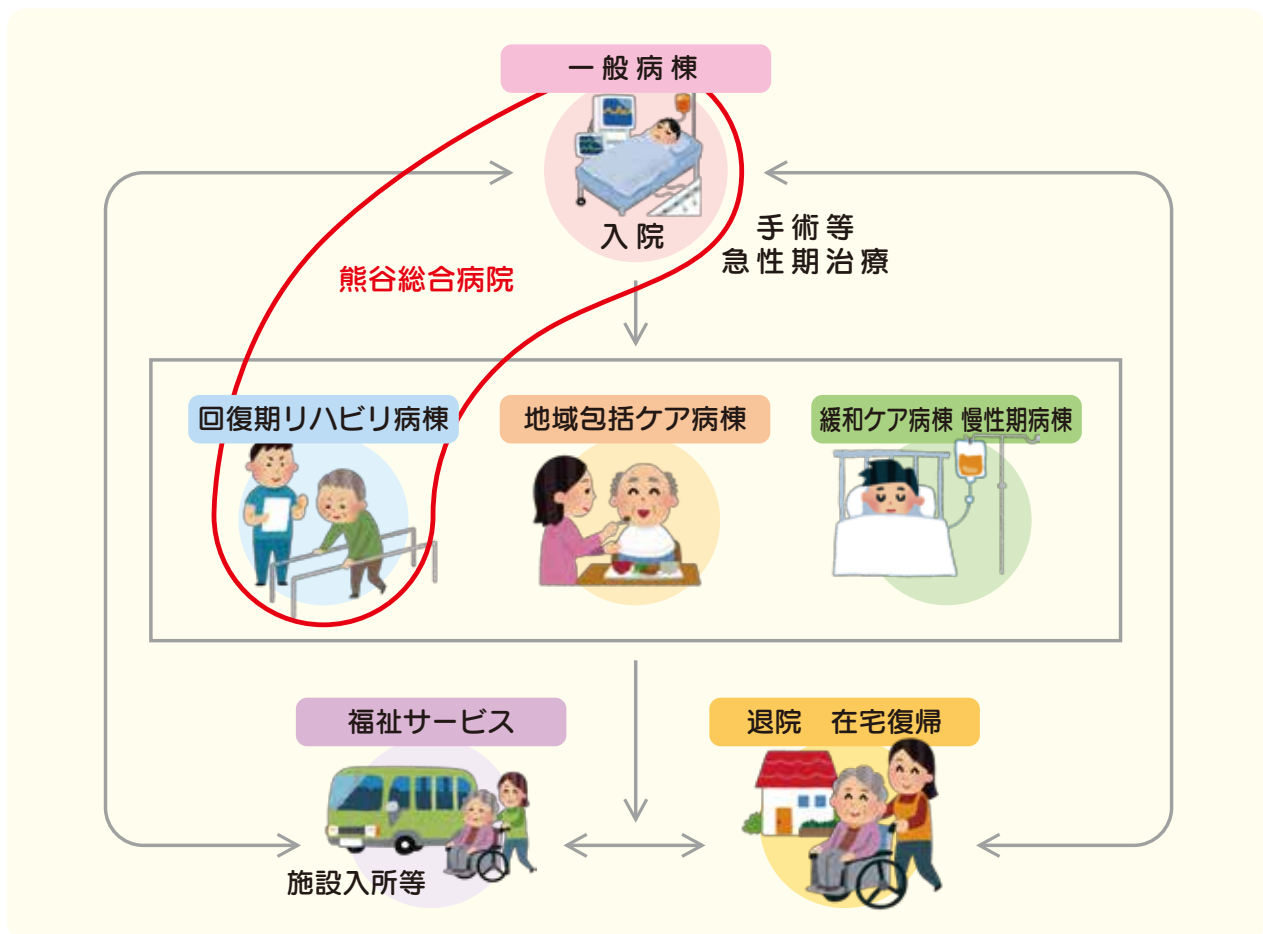 一般病棟
入院
手術等
急性期治療
熊谷総合病院
回復期リハビリ病棟
地域包括ケア病棟
緩和ケア病棟 慢性期病棟
福祉サービス
退院　在宅復帰
施設入所等